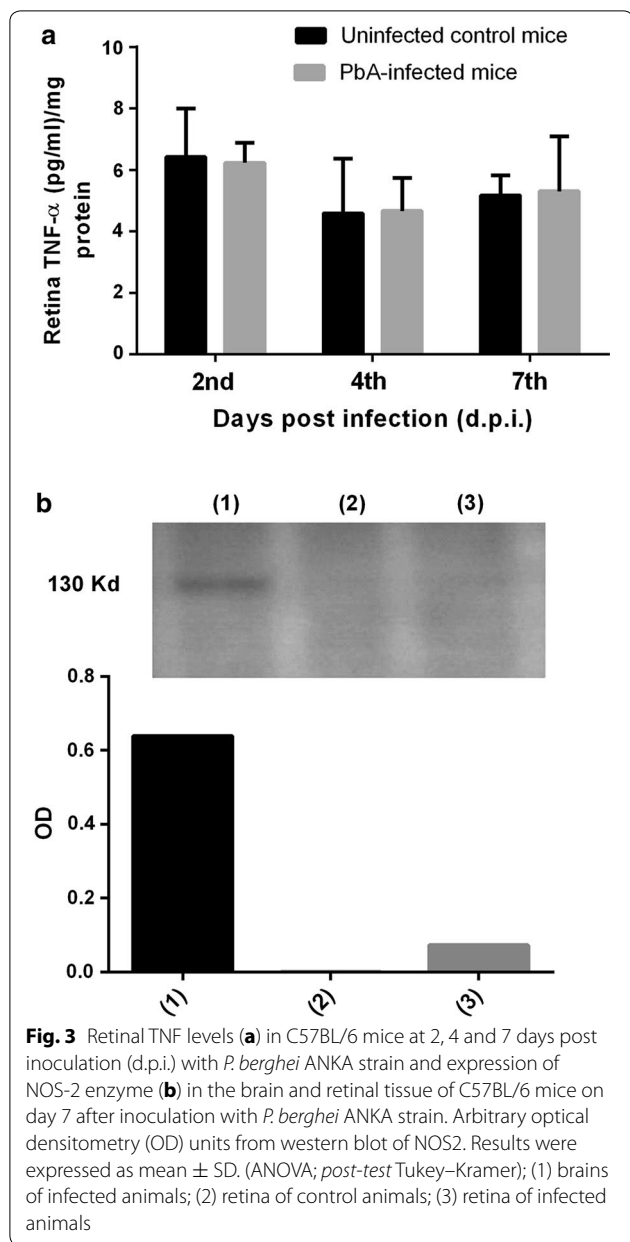 a
Uninfected control mice
PbA-infected mice
Retina TNF-α (pg/ml)/mg
protein
10
8
6
4
2
0
2nd 4th 7th
Days post infection (d.p.i.)
b
(1) (2) (3)
130 Kd
OD
0.8
0.6
0.4
0.2
0.0
(1) (2) (3)
Fig. 3 Retinal TNF levels (a) in C57BL/6 mice at 2, 4 and 7 days post
inoculation (d.p.i.) with P. berghei ANKA strain and expression of
NOS-2 enzyme (b) in the brain and retinal tissue of C57BL/6 mice on
day 7 after inoculation with P. berghei ANKA strain. Arbitrary optical
densitometry (OD) units from western blot of NOS2. Results were
expressed as mean ± SD. (ANOVA; post-test Tukey–Kramer); (1) brains
of infected animals; (2) retina of control animals; (3) retina of infected
animals